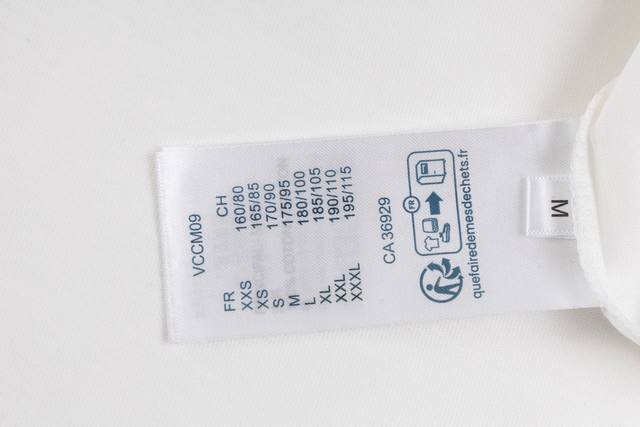 VCCM09
FR CH
XXS 160/80
XS 165/85
S 170/90
M 175/95
L 180/100
XL 185/105
XXL 190/110
XXXL 195/115
CA 36929
FR
quefairedemesdechets.fr
M